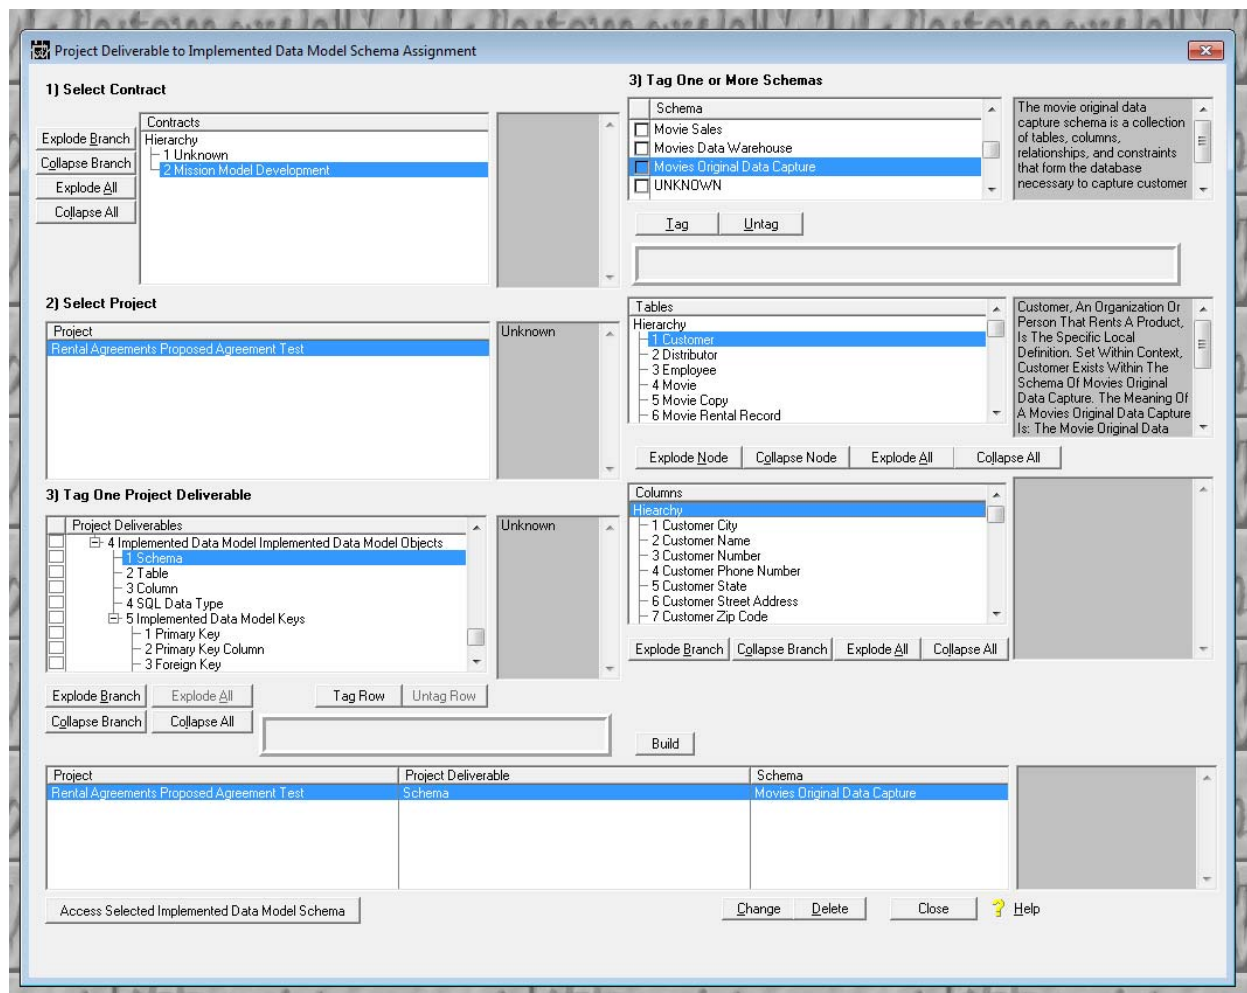 Project Deliverable to Implemented Data Model Schema Assignment
1) Select Contract
Explode Branch
Collapse Branch
Explode All
Collapse All
Contracts
Hierarchy
1 Unknown
2 Mission Model Development
2) Select Project
Project
Rental Agreements Proposed Agreement Test
Unknown
3) Tag One Project Deliverable
Project Deliverables
4 Implemented Data Model Implemented Data Model Objects
1 Schema
2 Table
3 Column
4 SQL Data Type
5 Implemented Data Model Keys
1 Primary Key
2 Primary Key Column
3 Foreign Key
Unknown
Explode Branch
Explode All
Tag Row
Untag Row
Collapse Branch
Collapse All
3) Tag One or More Schemas
Schema
Movie Sales
Movies Data Warehouse
Movies Original Data Capture
UNKNOWN
The movie original data
capture schema is a collection
of tables, columns,
relationships, and constraints
that form the database
necessary to capture customer
Tag
Untag
Tables
Hierarchy
1 Customer
2 Distributor
3 Employee
4 Movie
5 Movie Copy
6 Movie Rental Record
Customer, An Organization Or
Person That Rents A Product,
Is The Specific Local
Definition. Set Within Context,
Customer Exists Within The
Schema Of Movies Original
Data Capture. The Meaning Of
A Movies Original Data Capture
Is: The Movie Original Data
Explode Node
Collapse Node
Explode All
Collapse All
Columns
Hiearchy
1 Customer City
2 Customer Name
3 Customer Number
4 Customer Phone Number
5 Customer State
6 Customer Street Address
7 Customer Zip Code
Explode Branch
Collapse Branch
Explode All
Collapse All
Build
Project
Project Deliverable
Schema
Rental Agreements Proposed Agreement Test
Schema
Movies Original Data Capture
Access Selected Implemented Data Model Schema
Change
Delete
Close
? Help